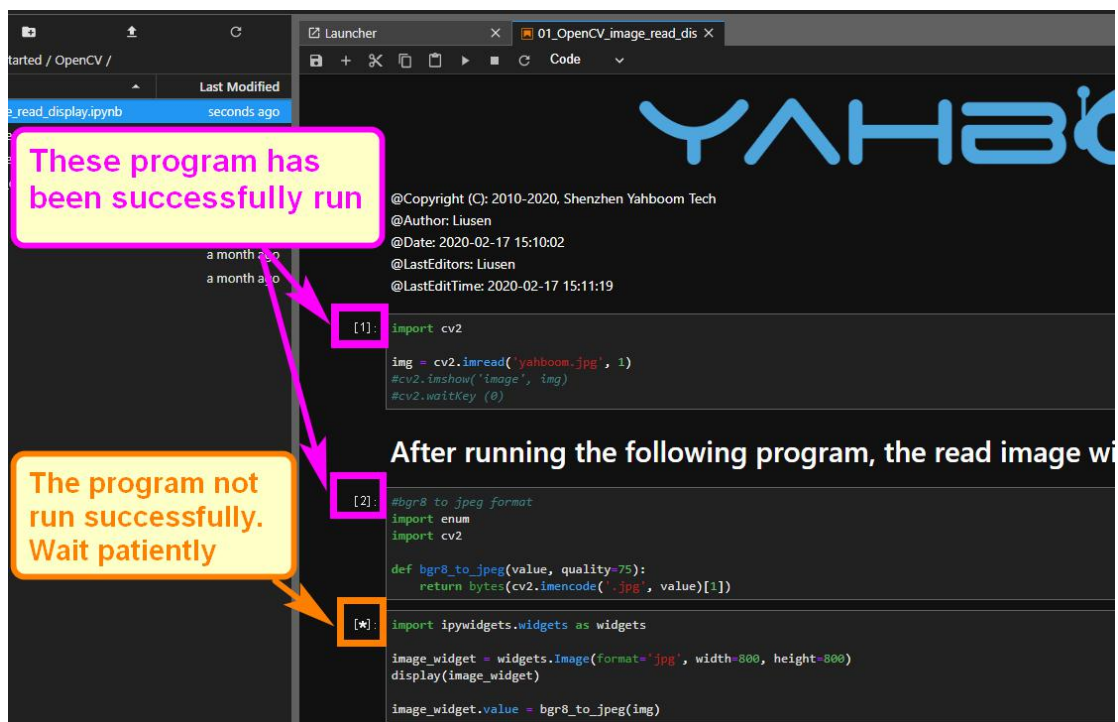 Launcher
01_OpenCV_image_read_dis
tarted / OpenCV /
Code
Last Modified
e_read_display.ipynb
seconds ago
These program has
been successfully run
a month ago
a month ago
@Copyright (C): 2010-2020, Shenzhen Yahboom Tech
@Author: Liusen
@Date: 2020-02-17 15:10:02
@LastEditors: Liusen
@LastEditTime: 2020-02-17 15:11:19
[1]:
import cv2
img = cv2.imread('yahboom.jpg', 1)
#cv2.imshow('image', img)
#cv2.waitKey (0)
After running the following program, the read image wi
The program not
run successfully.
Wait patiently
[2]:
#bgr8 to jpeg format
import enum
import cv2
def bgr8_to_jpeg(value, quality=75):
return bytes(cv2.imencode('.jpg', value)[1])
[*]:
import ipywidgets.widgets as widgets
image_widget = widgets.Image(format='jpg', width=800, height=800)
display(image_widget)
image_widget.value = bgr8_to_jpeg(img)